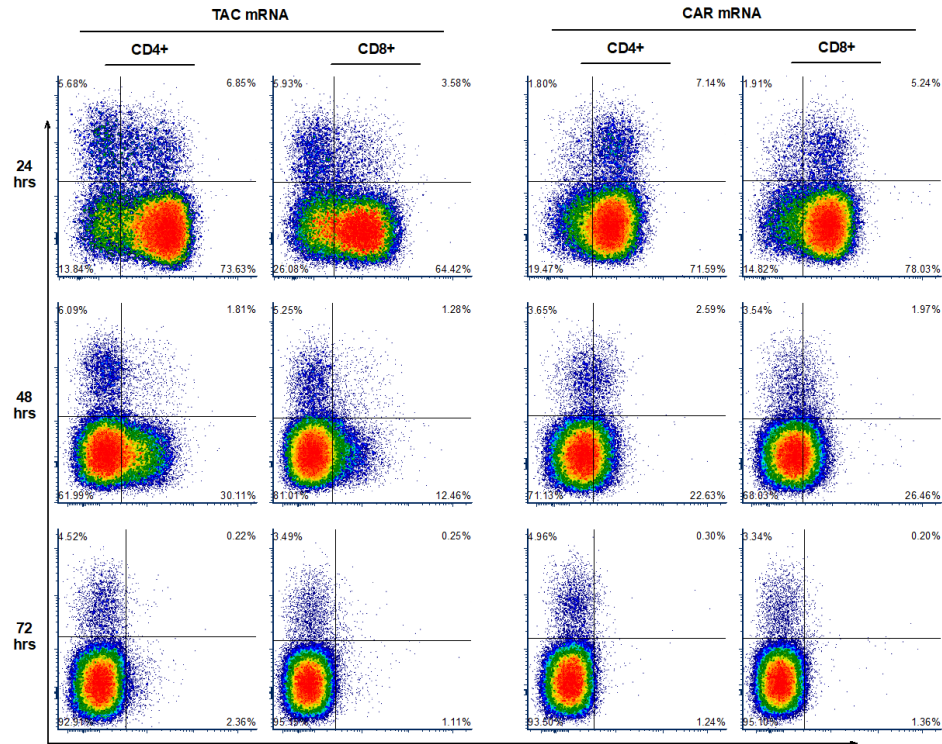 TAC mRNA CAR mRNA
CD4+ CD8+ CD4+ CD8+
5.68% 6.85% 5.93% 3.58% 1.80% 7.14% 1.91% 5.24%
24
hrs
13.84% 73.63% 26.08% 64.42% 19.47% 71.59% 14.82% 78.03%
6.09% 1.81% 5.25% 1.28% 3.65% 2.59% 3.54% 1.97%
48
hrs
61.99% 30.11% 81.01% 12.46% 71.13% 22.63% 68.03% 26.46%
4.52% 0.22% 3.49% 0.25% 4.96% 0.30% 3.34% 0.20%
72
hrs
2.36% 1.11% 93.50% 1.24% 95.10% 1.36%